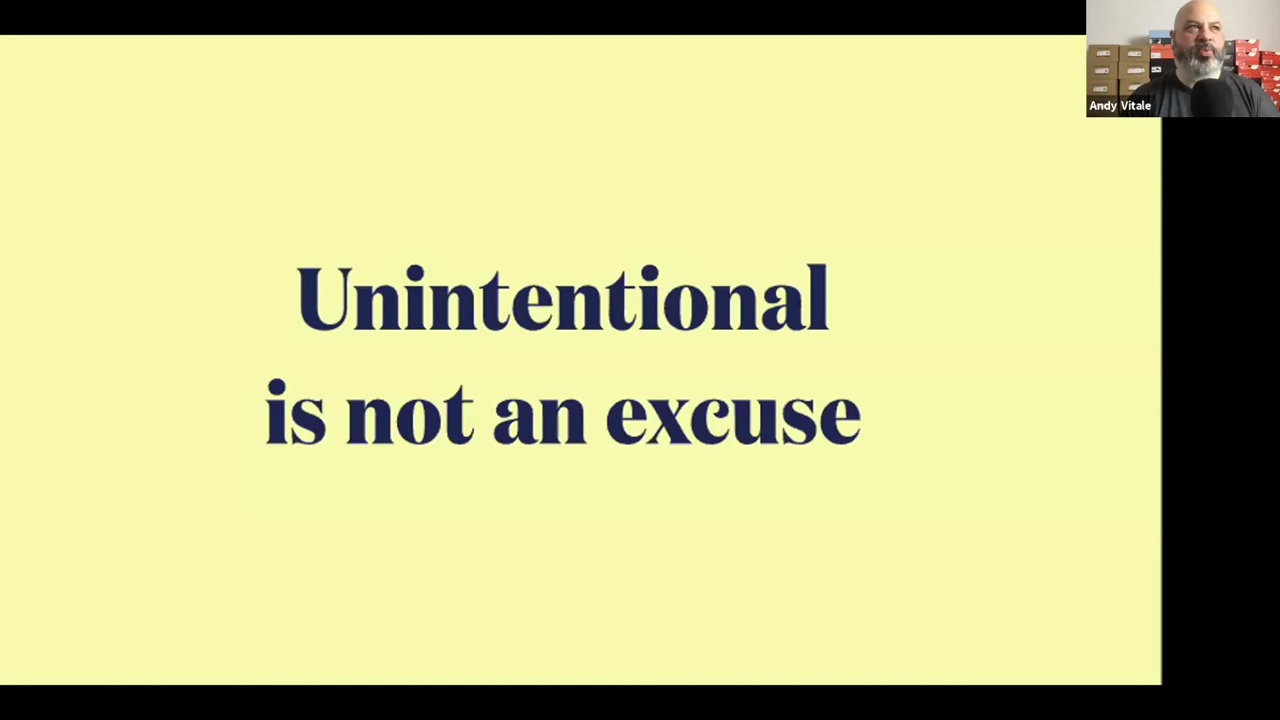 Unintentional
is not an excuse
Andy Vitale